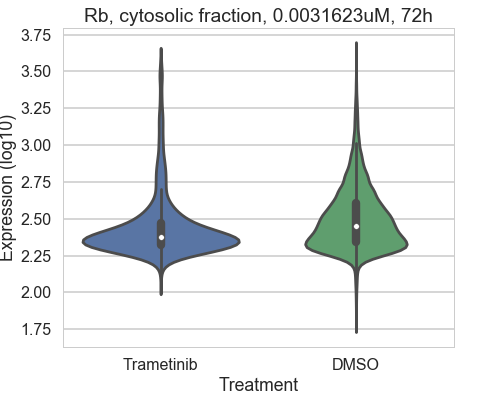 Rb, cytosolic fraction, 0.0031623uM, 72h
3.75
3.50
3.25
3.00
2.75
2.50
2.25
2.00
1.75
Expression (log10)
Trametinib
DMSO
Treatment